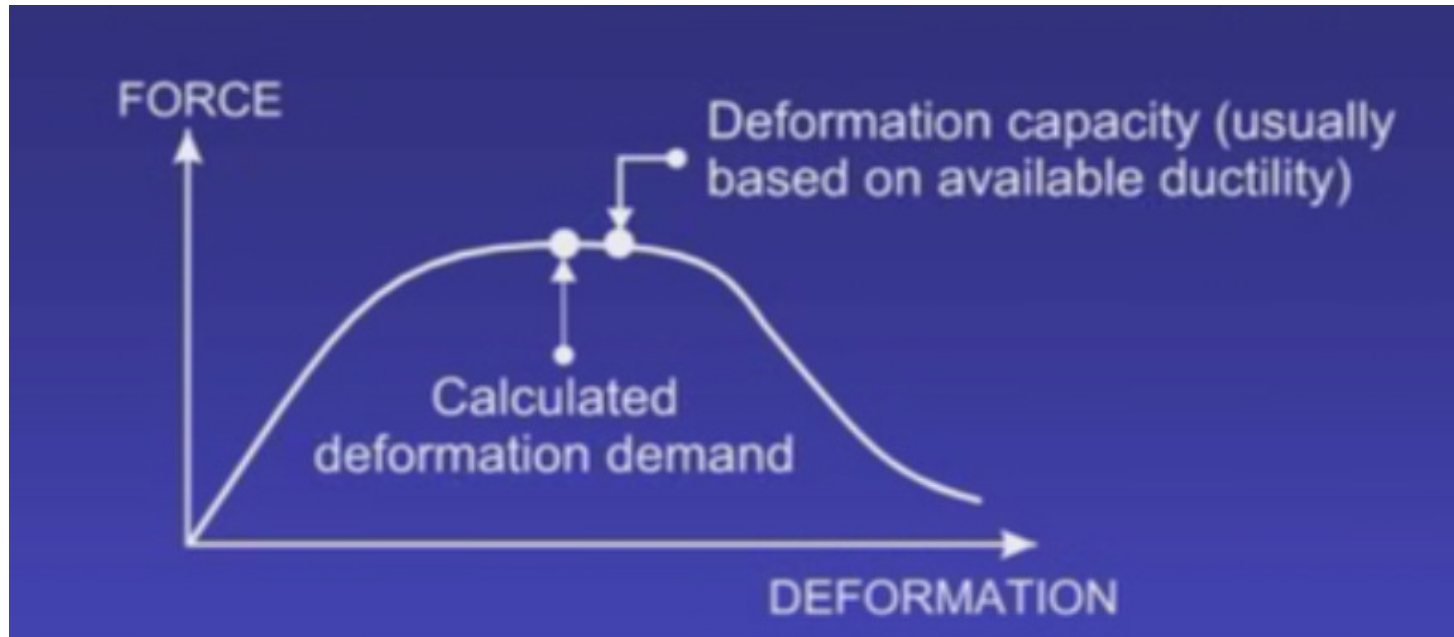 FORCE
Deformation capacity (usually
based on available ductility)
Calculated
deformation demand
DEFORMATION